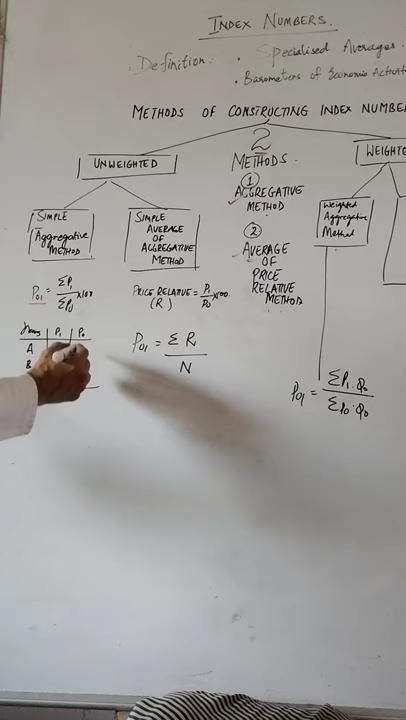 INDEX NUMBERS.
Definition: • Specialised Averages.
• Barometers of Economic Activiti
METHODS OF CONSTRUCTING INDEX NUMBER
2
METHODS.
UNWEIGHTED
WEIGHTE
SIMPLE
Aggregative
METHOD
SIMPLE
AVERAGE
OF
AGGREGATIVE
METHOD
①
AGGREGATIVE
METHOD
②
AVERAGE
OF
PRICE
RELATIVE
METHOD
Weighted
Aggregative
Method
P01 = ΣP1/ΣP0 ×100
PRICE RELATIVE = P1/P0 ×100
(R)
Items P1 P0
A
B
P01 = ΣR/N
P01 = ΣP1·Q0/ΣP0·Q0